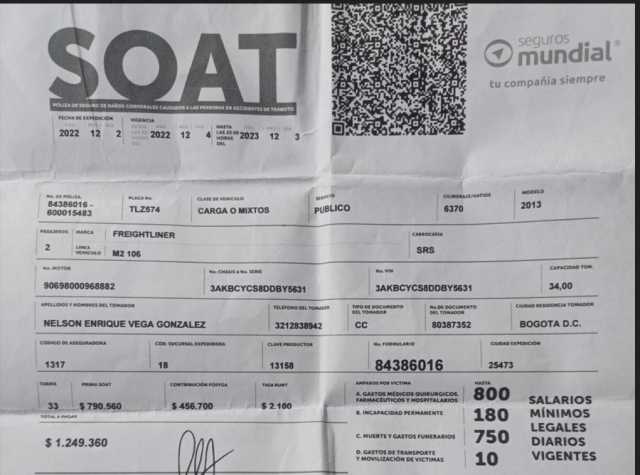 SOAT
seguros
mundial
tu compañía siempre
PÓLIZA DE SEGURO DE DAÑOS CORPORALES CAUSADOS A LAS PERSONAS EN ACCIDENTES DE TRÁNSITO
FECHA DE EXPEDICIÓN VIGENCIA
2022 12 2 2022 12 4 HASTA LAS 23:59 HORAS DEL 2023 12 3
No. DE PÓLIZA PLACA No. CLASE DE VEHÍCULO SERVICIO CILINDRAJE/VATIOS MODELO
84386016 - TLZ574 CARGA O MIXTOS PUBLICO 6370 2013
600015483
PASAJEROS MARCA FREIGHTLINER CARROCERÍA
2 LÍNEA VEHÍCULO M2 106 SRS
No. MOTOR No. CHASIS o No. SERIE No. VIN CAPACIDAD TON.
90698000968882 3AKBCYCS8DDBY5631 3AKBCYCS8DDBY5631 34,00
APELLIDOS Y NOMBRES DEL TOMADOR TELÉFONO DEL TOMADOR TIPO DE DOCUMENTO DEL TOMADOR No. DE DOCUMENTO DEL TOMADOR CIUDAD RESIDENCIA TOMADOR
NELSON ENRIQUE VEGA GONZALEZ 3212838942 CC 80387352 BOGOTA D.C.
CÓDIGO DE ASEGURADORA COD. SUCURSAL EXPEDIDORA CLAVE PRODUCTOR No. FORMULARIO CIUDAD EXPEDICIÓN
1317 18 13158 84386016 25473
TARIFA PRIMA SOAT CONTRIBUCIÓN FOSYGA TASA RUNT AMPAROS POR VÍCTIMA HASTA
33 $ 790.560 $ 456.700 $ 2.100
A. GASTOS MÉDICOS QUIRÚRGICOS, FARMACÉUTICOS Y HOSPITALARIOS 800 SALARIOS
B. INCAPACIDAD PERMANENTE 180 MÍNIMOS
TOTAL A PAGAR
$ 1.249.360
C. MUERTE Y GASTOS FUNERARIOS 750 LEGALES DIARIOS
D. GASTOS DE TRANSPORTE Y MOVILIZACIÓN DE VÍCTIMAS 10 VIGENTES